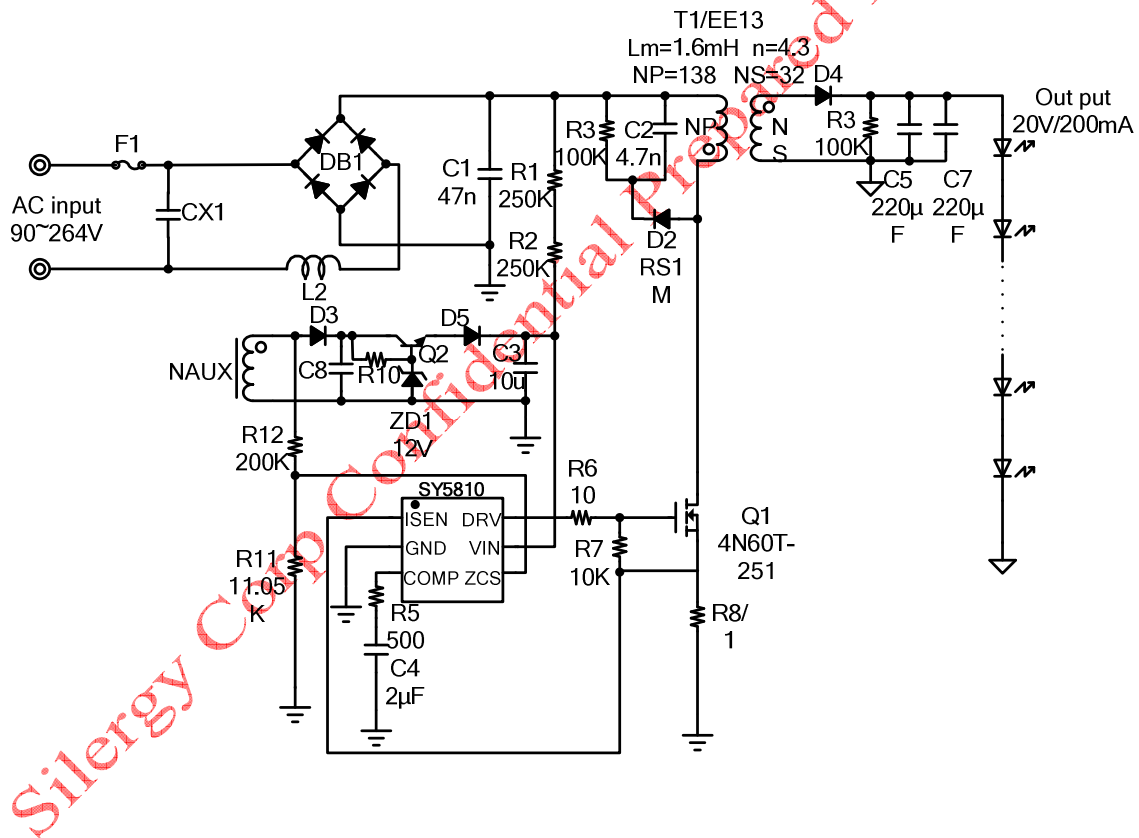 T1/EE13
Lm=1.6mH n=4.3
NP=138 NS=32
D4
Out put
20V/200mA
F1
DB1
C1
47n
R1
250K
R3
100K
C2
4.7n
NP
N
S
R3
100K
C5
220μ
F
C7
220μ
F
AC input
90~264V
CX1
R2
250K
D2
RS1
M
L2
D3
D5
NAUX
C8
R10
Q2
C3
10u
ZD1
12V
R12
200K
SY5810
ISEN DRV
GND VIN
COMP ZCS
R6
10
R7
10K
Q1
4N60T-
251
R11
11.05
K
R5
500
C4
2μF
R8/
1
Silergy Corp Confidential Prepared